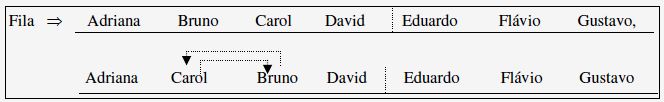 Fila ⇒ Adriana Bruno Carol David Eduardo Flávio Gustavo,
Adriana Carol Bruno David Eduardo Flávio Gustavo